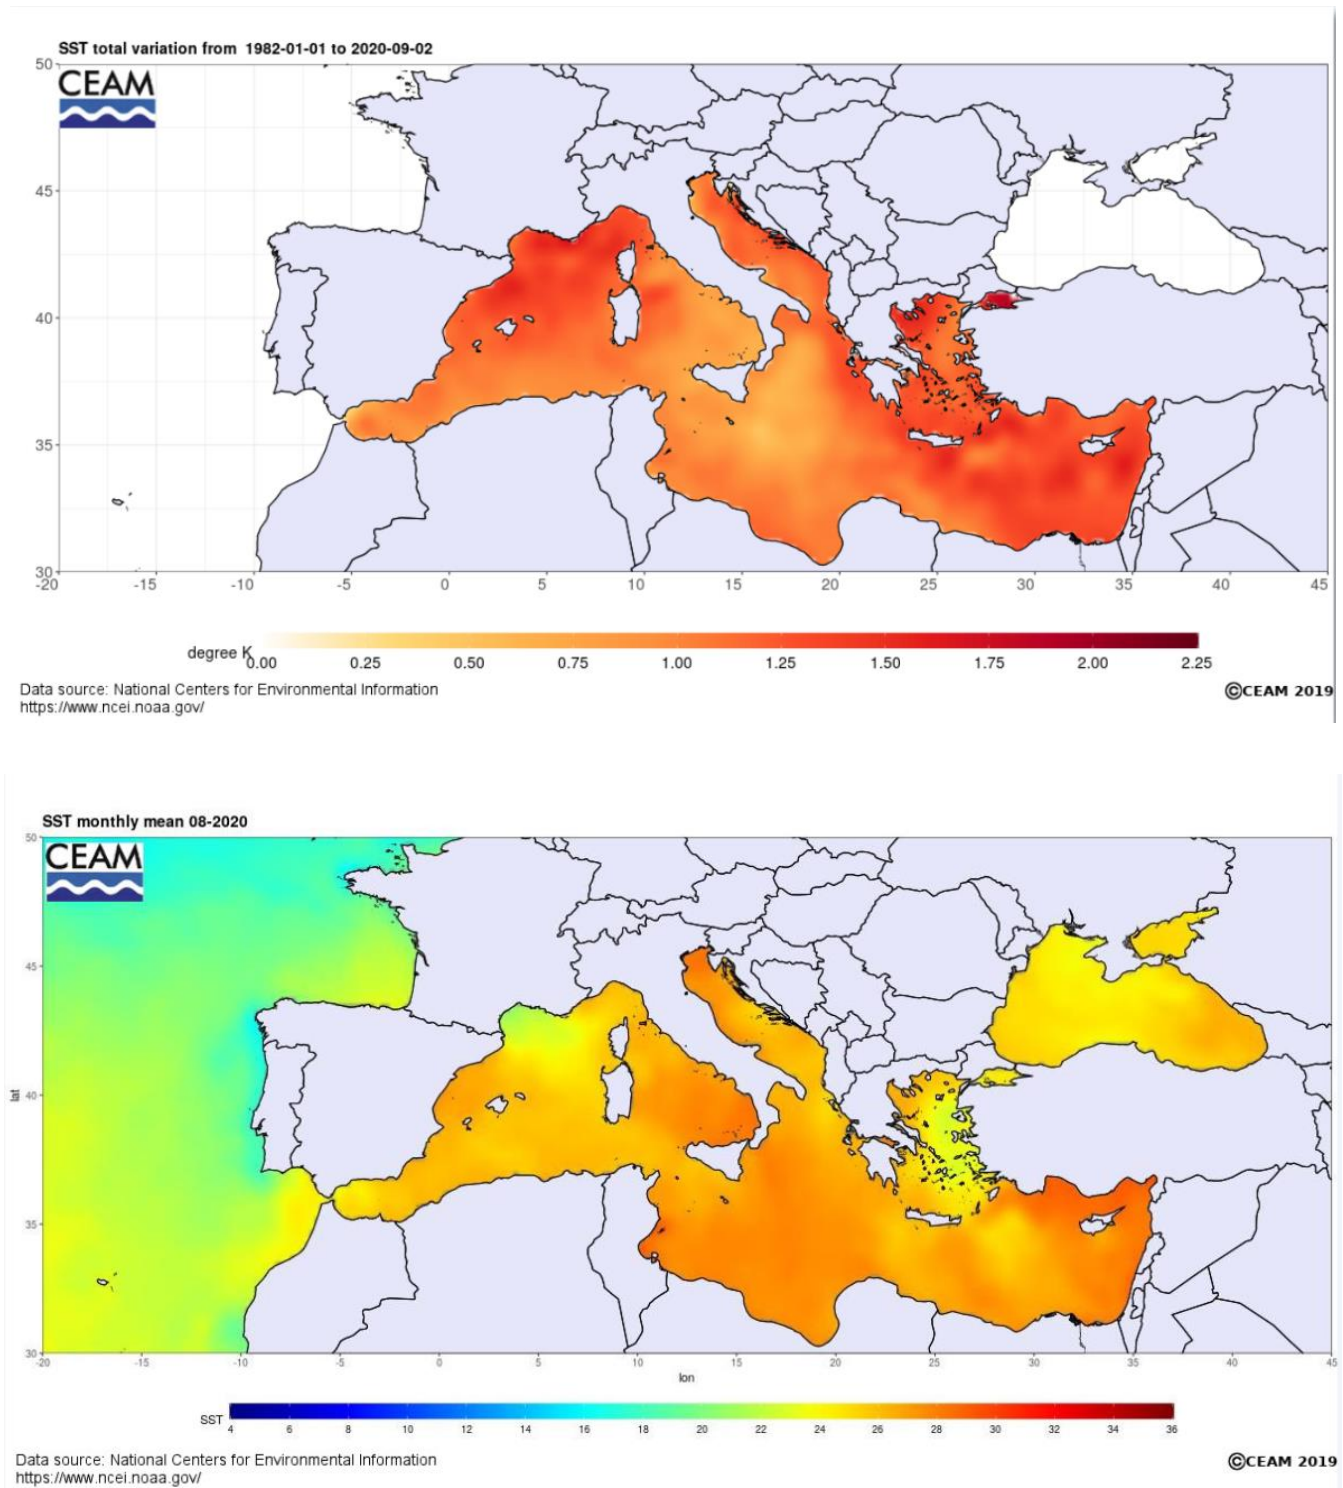 SST total variation from 1982-01-01 to 2020-09-02
CEAM
50
45
40
35
30
-20 -15 -10 -5 0 5 10 15 20 25 30 35 40 45
degree K
0.00 0.25 0.50 0.75 1.00 1.25 1.50 1.75 2.00 2.25
Data source: National Centers for Environmental Information
https://www.ncei.noaa.gov/
©CEAM 2019
SST monthly mean 08-2020
CEAM
50
45
lat
40
35
30
-20 -15 -10 -5 0 5 10 15 20 25 30 35 40 45
lon
SST
4 6 8 10 12 14 16 18 20 22 24 26 28 30 32 34 36
Data source: National Centers for Environmental Information
https://www.ncei.noaa.gov/
©CEAM 2019